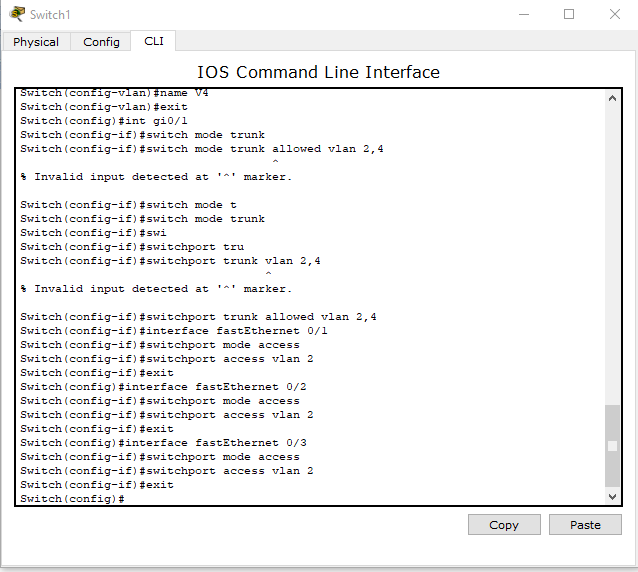 Switch1
Physical Config CLI
IOS Command Line Interface
Switch(config-vlan)#name V4
Switch(config-vlan)#exit
Switch(config)#int gi0/1
Switch(config-if)#switch mode trunk
Switch(config-if)#switch mode trunk allowed vlan 2,4
^
% Invalid input detected at '^' marker.
Switch(config-if)#switch mode t
Switch(config-if)#switch mode trunk
Switch(config-if)#swi
Switch(config-if)#switchport tru
Switch(config-if)#switchport trunk vlan 2,4
^
% Invalid input detected at '^' marker.
Switch(config-if)#switchport trunk allowed vlan 2,4
Switch(config-if)#interface fastEthernet 0/1
Switch(config-if)#switchport mode access
Switch(config-if)#switchport access vlan 2
Switch(config-if)#exit
Switch(config)#interface fastEthernet 0/2
Switch(config-if)#switchport mode access
Switch(config-if)#switchport access vlan 2
Switch(config-if)#exit
Switch(config)#interface fastEthernet 0/3
Switch(config-if)#switchport mode access
Switch(config-if)#switchport access vlan 2
Switch(config-if)#exit
Switch(config)#
Copy Paste